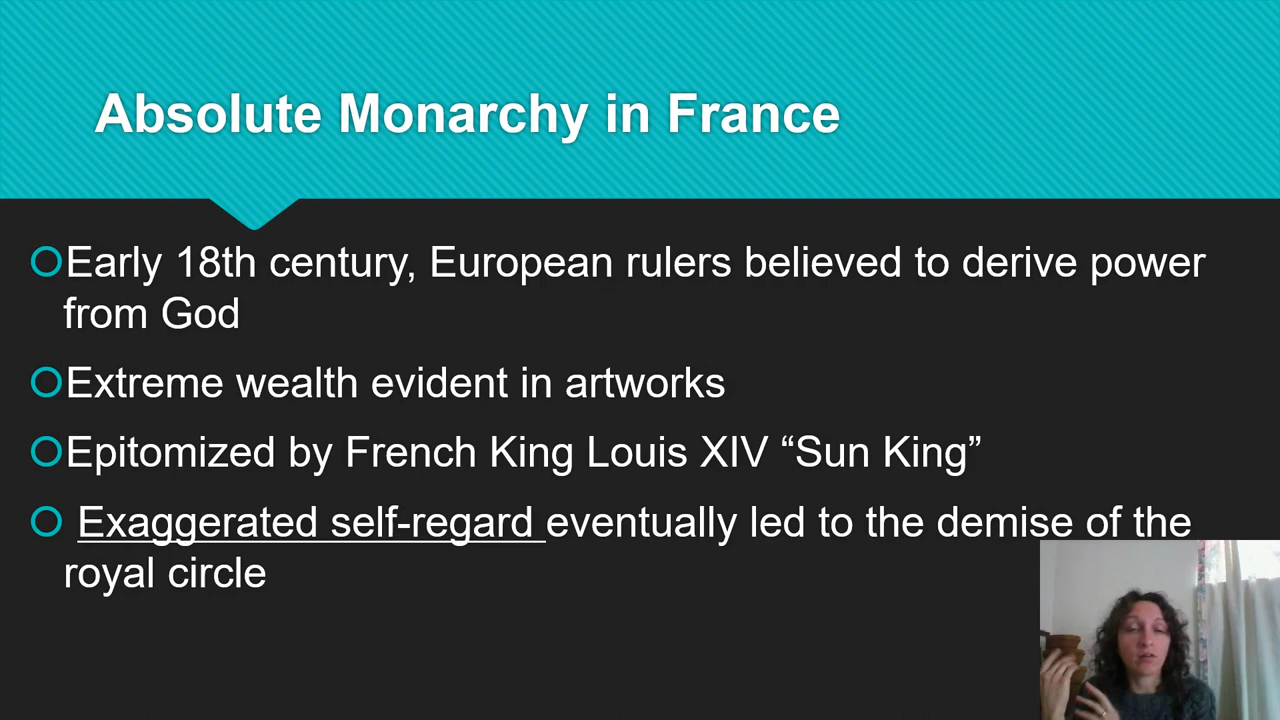 Absolute Monarchy in France
Early 18th century, European rulers believed to derive power
from God
Extreme wealth evident in artworks
Epitomized by French King Louis XIV “Sun King”
Exaggerated self-regard eventually led to the demise of the
royal circle